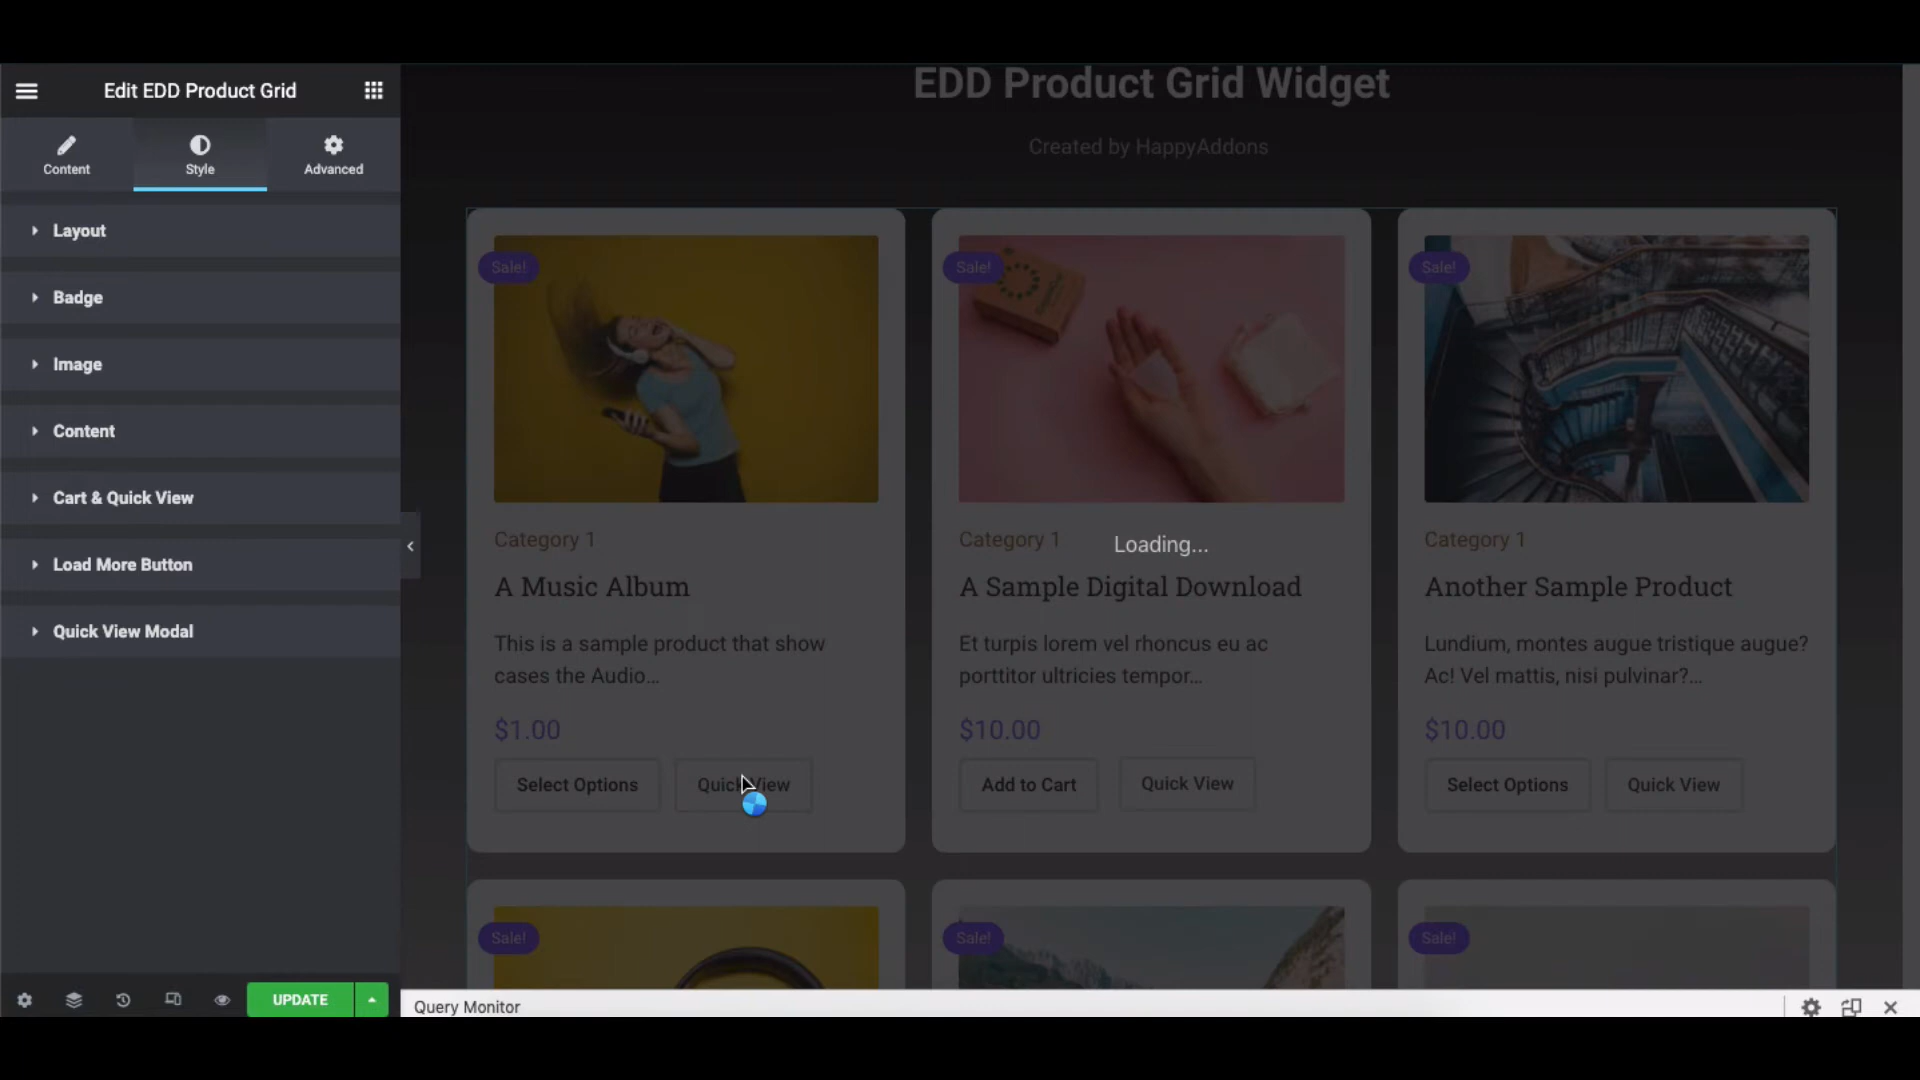 Edit EDD Product Grid
Content
Style
Advanced
Layout
Badge
Image
Content
Cart & Quick View
Load More Button
Quick View Modal
UPDATE
EDD Product Grid Widget
Created by HappyAddons
Sale!
Sale!
Sale!
Category 1
Category 1
Category 1
Loading...
A Music Album
A Sample Digital Download
Another Sample Product
This is a sample product that show
cases the Audio...
Et turpis lorem vel rhoncus eu ac
porttitor ultricies tempor...
Lundium, montes augue tristique augue?
Ac! Vel mattis, nisi pulvinar?...
$1.00
$10.00
$10.00
Select Options
Quick View
Add to Cart
Quick View
Select Options
Quick View
Sale!
Sale!
Sale!
Query Monitor